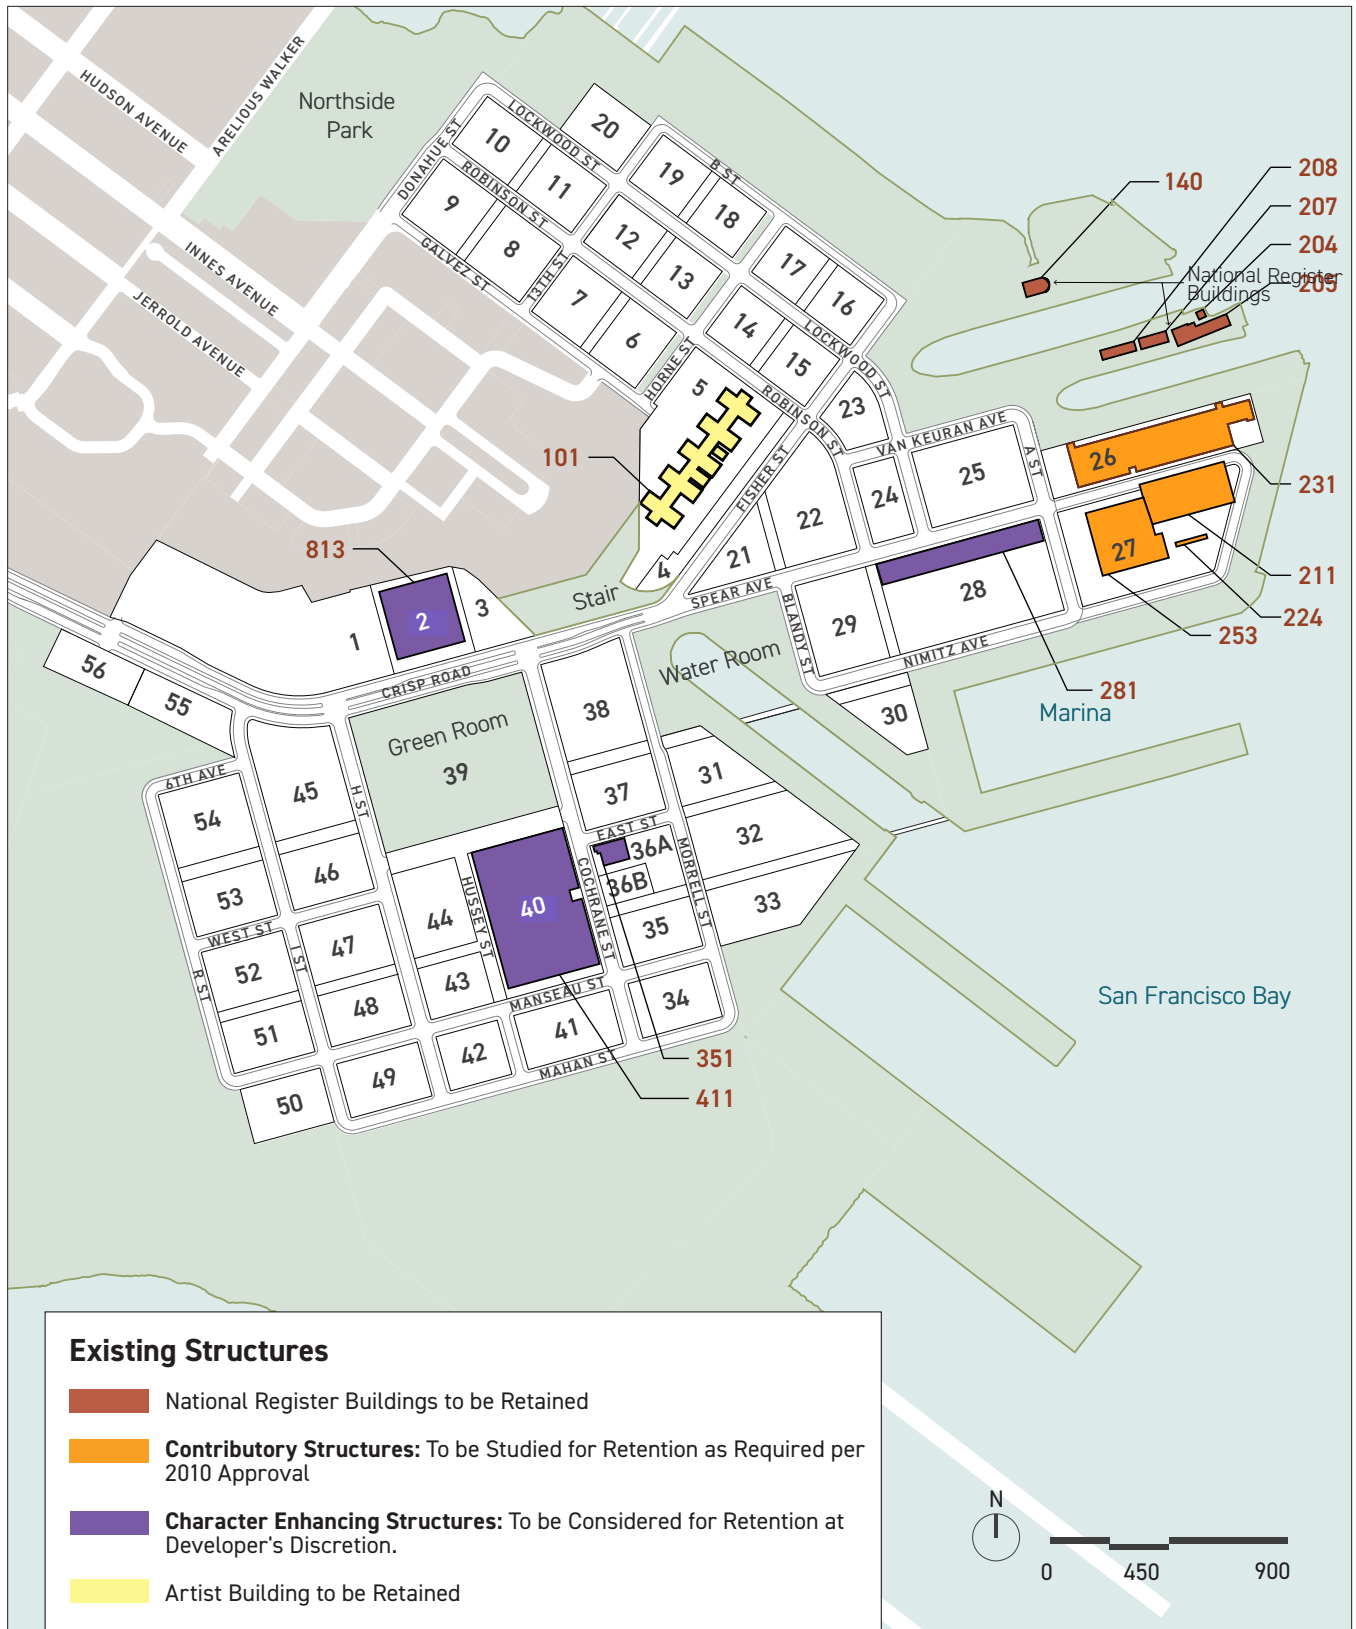 HUDSON AVENUE
ARELIOUS WALKER
Northside
Park
INNES AVENUE
JERROLD AVENUE
DONAHUE ST
LOCKWOOD ST
ROBINSON ST
GALVEZ ST
13TH ST
B ST
HORNE ST
LOCKWOOD ST
ROBINSON ST
FISHER ST
20
10
11
19
18
9
8
12
13
17
16
7
6
14
15
5
23
4
21
22
24
25
VAN KEURAN AVE
A ST
26
27
140
208
207
204
205
National Register
Buildings
231
211
224
253
281
101
813
1
2
3
Stair
SPEAR AVE
BLANDY ST
29
28
NIMITZ AVE
30
Water Room
Marina
56
55
CRISP ROAD
Green Room
39
38
37
31
32
33
EAST ST
36A
36B
MORRELL ST
COCHRANE ST
35
34
6TH AVE
54
45
H ST
53
46
WEST ST
R ST
I ST
52
47
44
HUSSEY ST
40
51
48
43
MANSEAU ST
50
49
42
41
MAHAN ST
351
411
San Francisco Bay
Existing Structures
National Register Buildings to be Retained
Contributory Structures: To be Studied for Retention as Required per
2010 Approval
Character Enhancing Structures: To be Considered for Retention at
Developer's Discretion.
Artist Building to be Retained
N
0 450 900